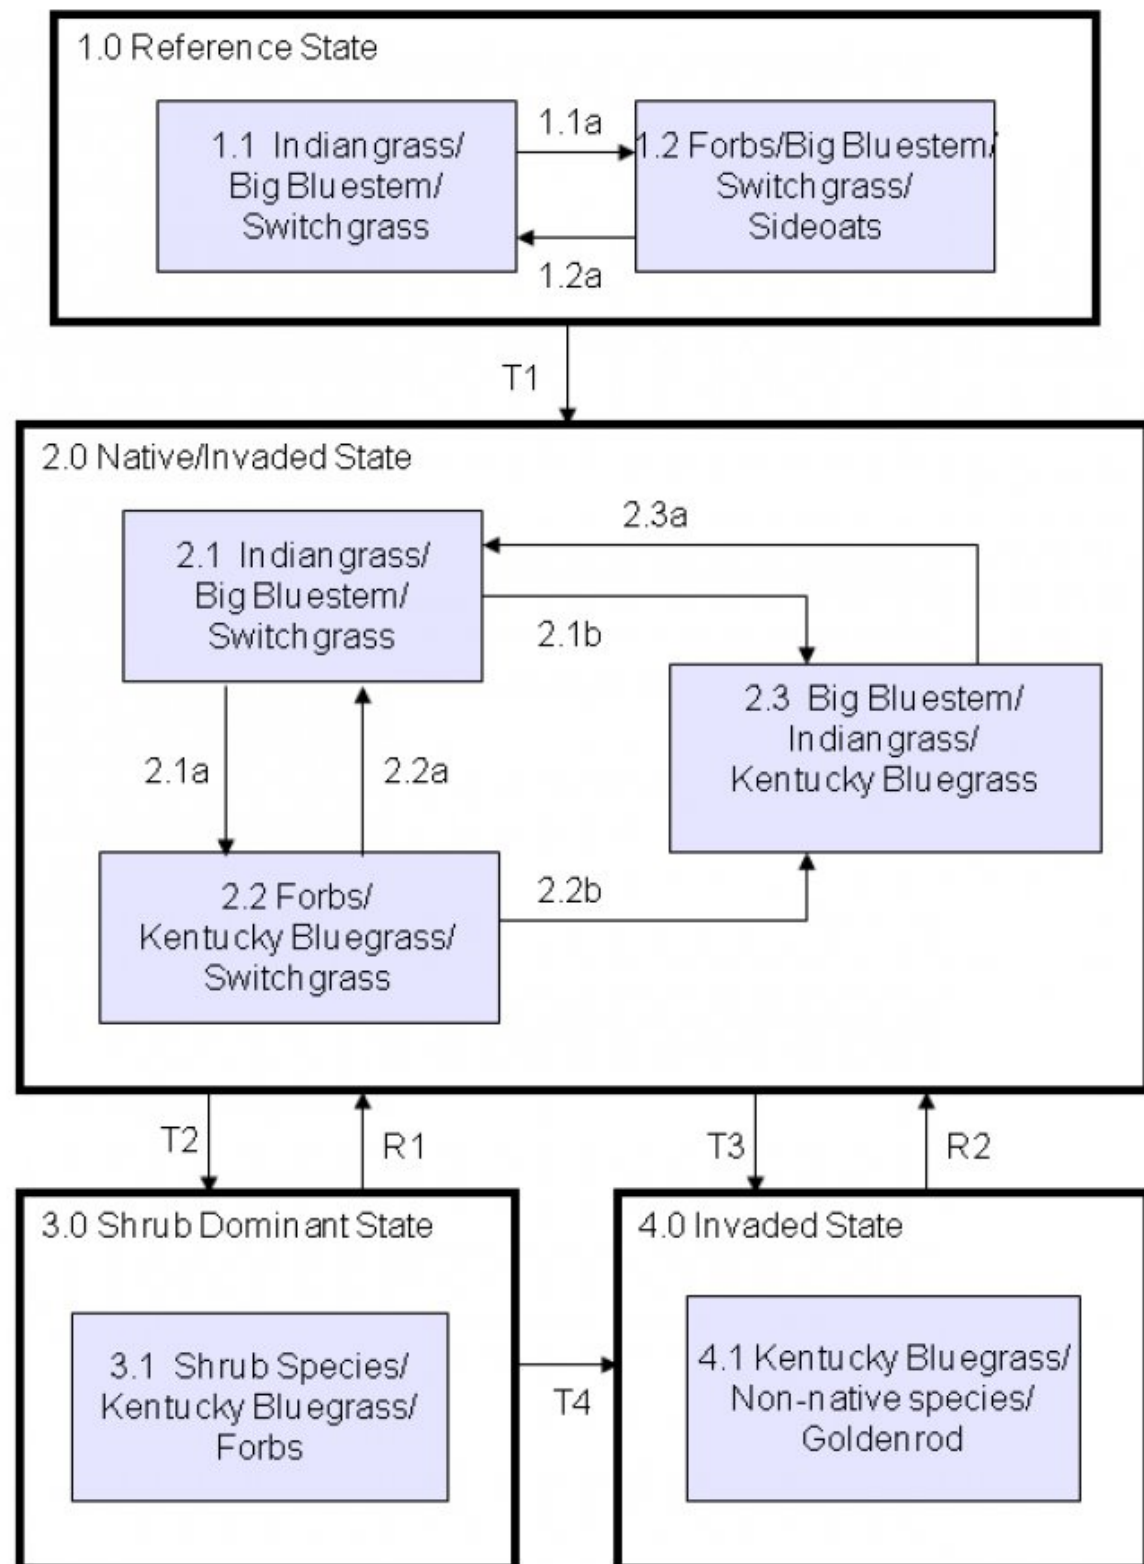 1.0 Reference State
1.1 Indiangrass/
Big Bluestem/
Switchgrass
1.1a
1.2 Forbs/Big Bluestem/
Switchgrass/
Sideoats
1.2a
T1
2.0 Native/Invaded State
2.1 Indiangrass/
Big Bluestem/
Switchgrass
2.3a
2.1b
2.3 Big Bluestem/
Indiangrass/
Kentucky Bluegrass
2.1a
2.2a
2.2 Forbs/
Kentucky Bluegrass/
Switchgrass
2.2b
T2
R1
T3
R2
3.0 Shrub Dominant State
3.1 Shrub Species/
Kentucky Bluegrass/
Forbs
T4
4.0 Invaded State
4.1 Kentucky Bluegrass/
Non-native species/
Goldenrod